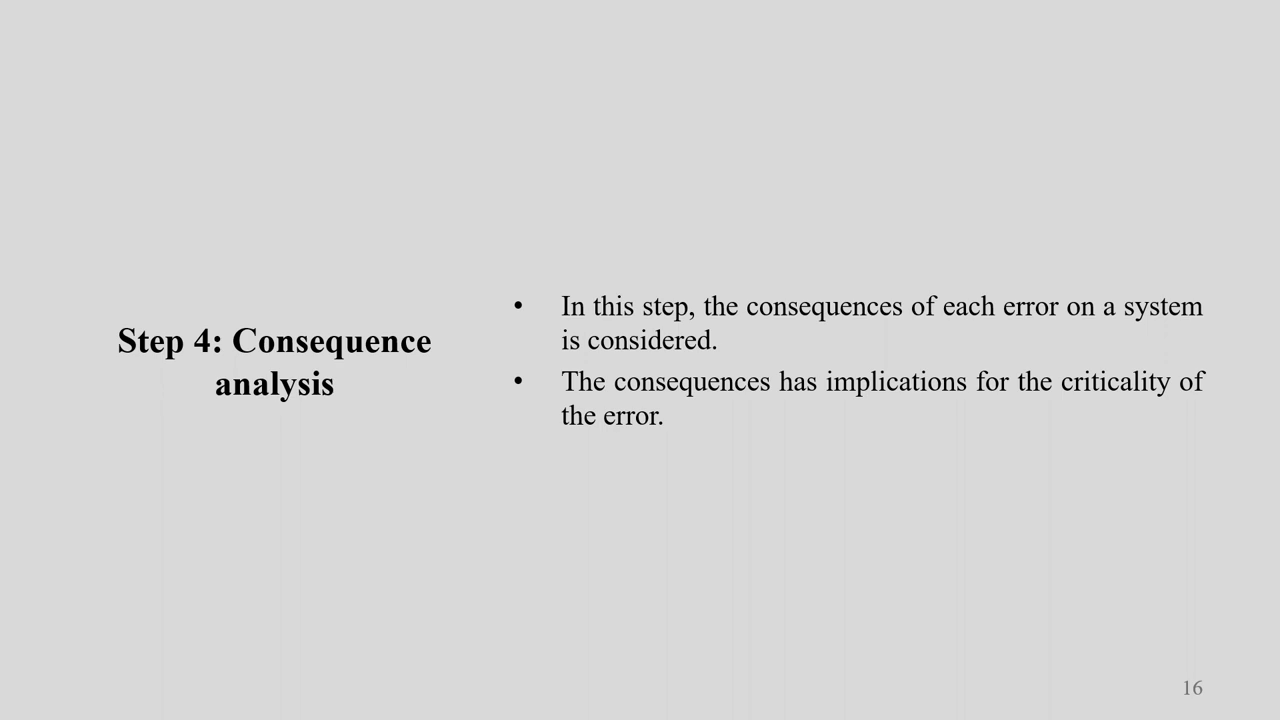 Step 4: Consequence
analysis
• In this step, the consequences of each error on a system
is considered.
• The consequences has implications for the criticality of
the error.
16